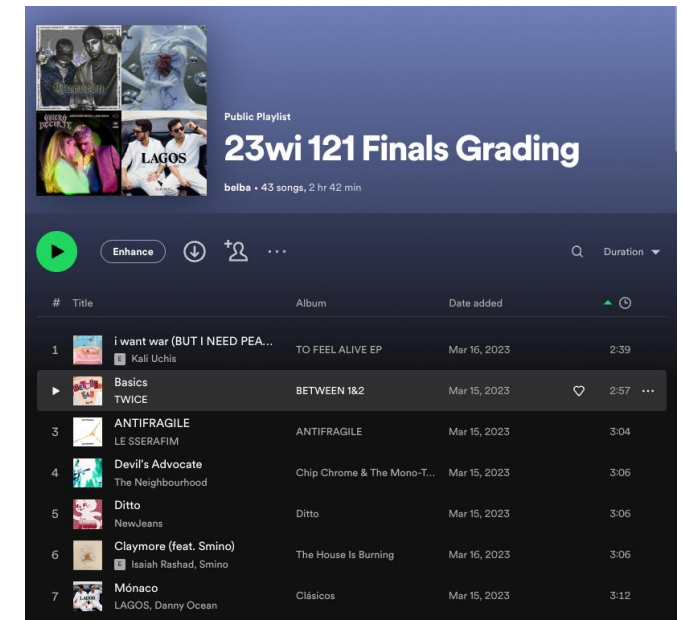 QUIERO
DECIRTE
LAGOS
Public Playlist
23wi 121 Finals Grading
belba • 43 songs, 2 hr 42 min
Enhance
Duration
# Title Album Date added
1 i want war (BUT I NEED PEA... TO FEEL ALIVE EP Mar 16, 2023 2:39
E Kali Uchis
Basics BETWEEN 1&2 Mar 15, 2023 2:57 ...
TWICE
3 ANTIFRAGILE ANTIFRAGILE Mar 15, 2023 3:04
LE SSERAFIM
4 Devil's Advocate Chip Chrome & The Mono-T... Mar 15, 2023 3:06
The Neighbourhood
5 Ditto Ditto Mar 15, 2023 3:06
NewJeans
6 Claymore (feat. Smino) The House Is Burning Mar 16, 2023 3:06
E Isaiah Rashad, Smino
7 Mónaco Clásicos Mar 15, 2023 3:12
LAGOS, Danny Ocean